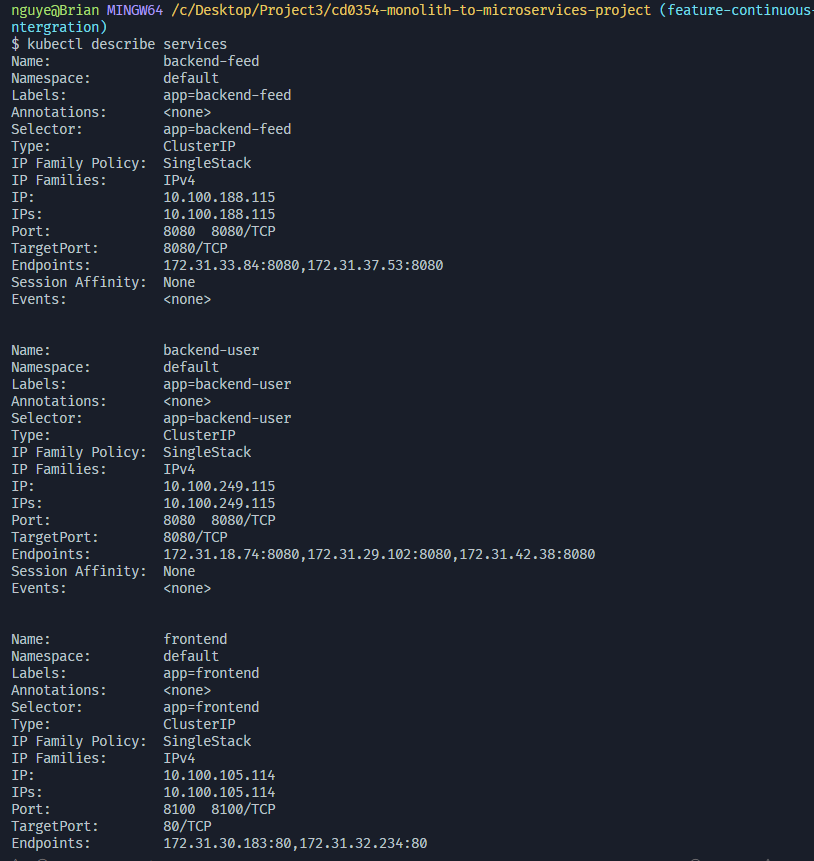 nguye@Brian MINGW64 /c/Desktop/Project3/cd0354-monolith-to-microservices-project (feature-continuous-
ntergration)
$ kubectl describe services
Name:              backend-feed
Namespace:         default
Labels:            app=backend-feed
Annotations:       <none>
Selector:          app=backend-feed
Type:              ClusterIP
IP Family Policy:  SingleStack
IP Families:       IPv4
IP:                10.100.188.115
IPs:               10.100.188.115
Port:              8080  8080/TCP
TargetPort:        8080/TCP
Endpoints:         172.31.33.84:8080,172.31.37.53:8080
Session Affinity:  None
Events:            <none>
Name:              backend-user
Namespace:         default
Labels:            app=backend-user
Annotations:       <none>
Selector:          app=backend-user
Type:              ClusterIP
IP Family Policy:  SingleStack
IP Families:       IPv4
IP:                10.100.249.115
IPs:               10.100.249.115
Port:              8080  8080/TCP
TargetPort:        8080/TCP
Endpoints:         172.31.18.74:8080,172.31.29.102:8080,172.31.42.38:8080
Session Affinity:  None
Events:            <none>
Name:              frontend
Namespace:         default
Labels:            app=frontend
Annotations:       <none>
Selector:          app=frontend
Type:              ClusterIP
IP Family Policy:  SingleStack
IP Families:       IPv4
IP:                10.100.105.114
IPs:               10.100.105.114
Port:              8100  8100/TCP
TargetPort:        80/TCP
Endpoints:         172.31.30.183:80,172.31.32.234:80